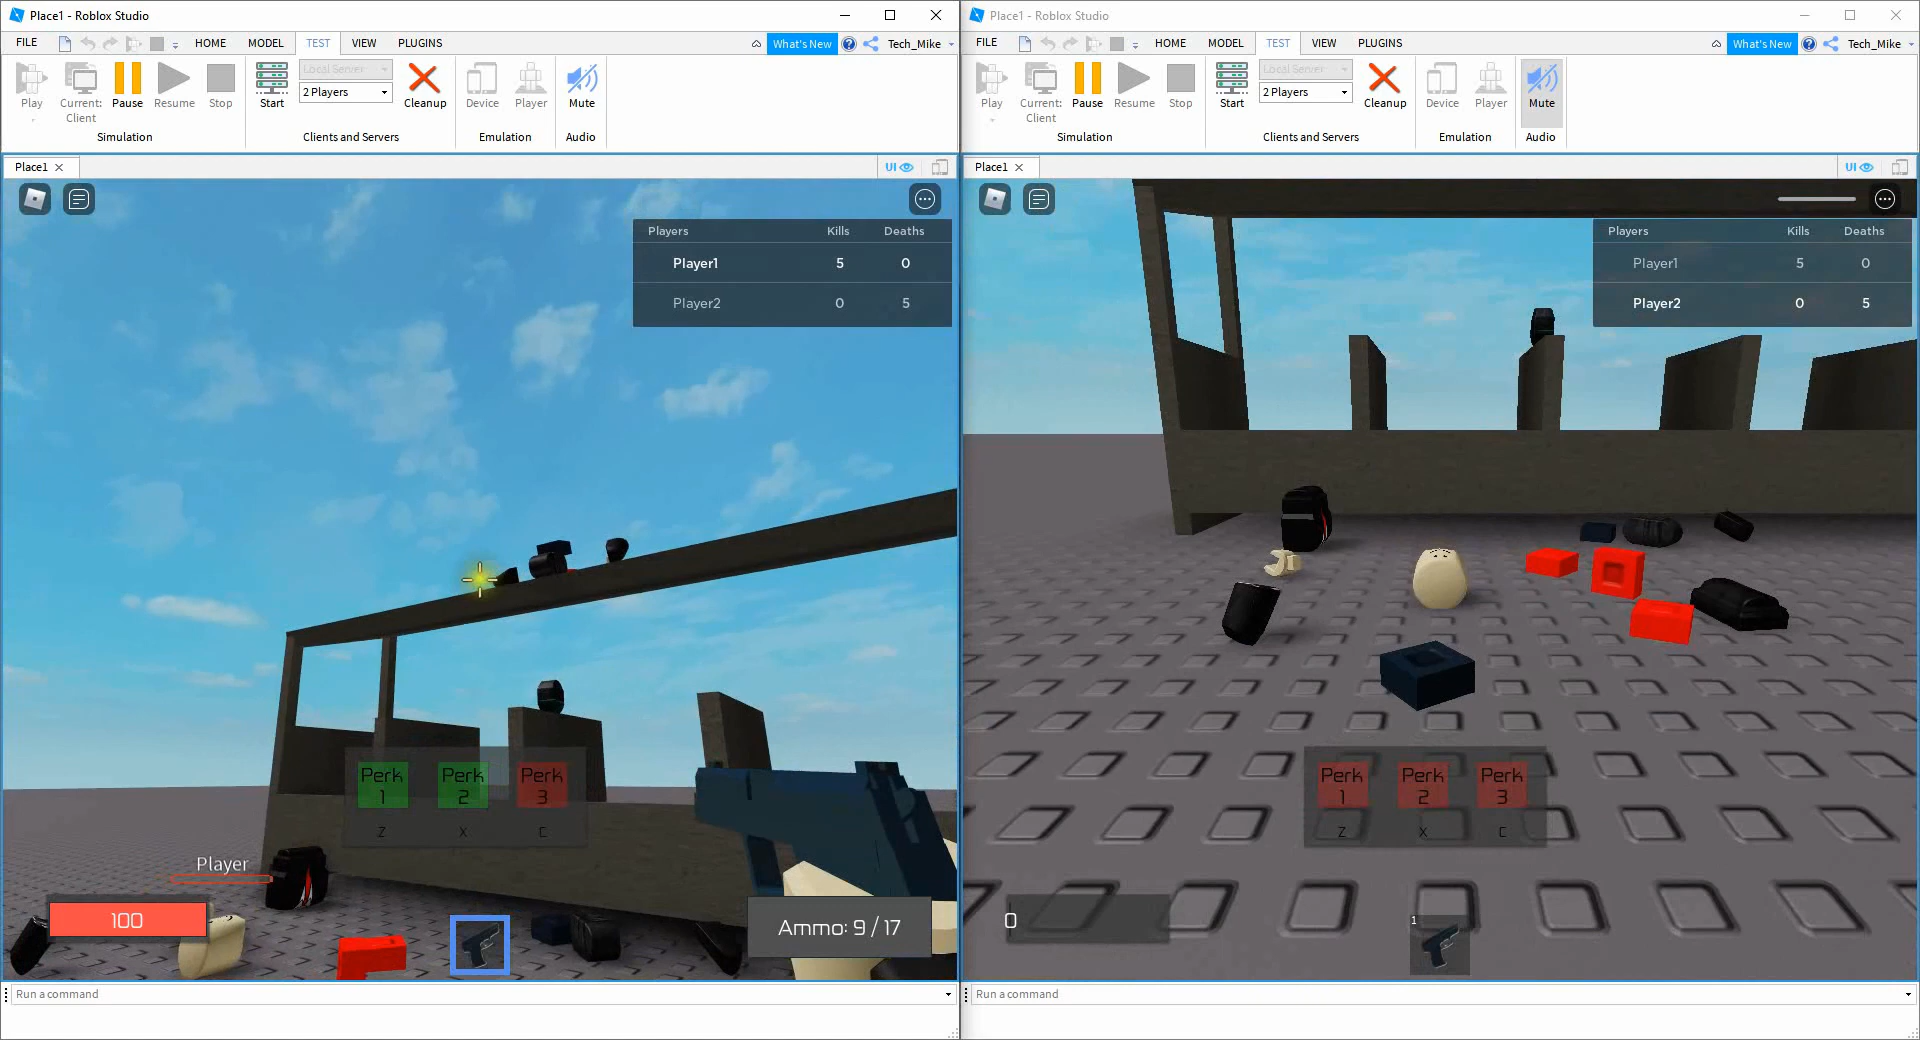 Place1 - Roblox Studio
FILE HOME MODEL TEST VIEW PLUGINS What's New ? Tech_Mike
Play Current: Client Pause Resume Stop
Simulation
Start Local Server 2 Players Cleanup
Clients and Servers
Device Player
Emulation
Mute
Audio
Place1 UI
Players Kills Deaths
Player1 5 0
Player2 0 5
Perk 1 Perk 2 Perk 3
Z X C
Player
100
Ammo: 9 / 17
Run a command
Place1 - Roblox Studio
FILE HOME MODEL TEST VIEW PLUGINS What's New ? Tech_Mike
Play Current: Client Pause Resume Stop
Simulation
Start Local Server 2 Players Cleanup
Clients and Servers
Device Player
Emulation
Mute
Audio
Place1 UI
Players Kills Deaths
Player1 5 0
Player2 0 5
Perk 1 Perk 2 Perk 3
Z X C
0
1
Run a command